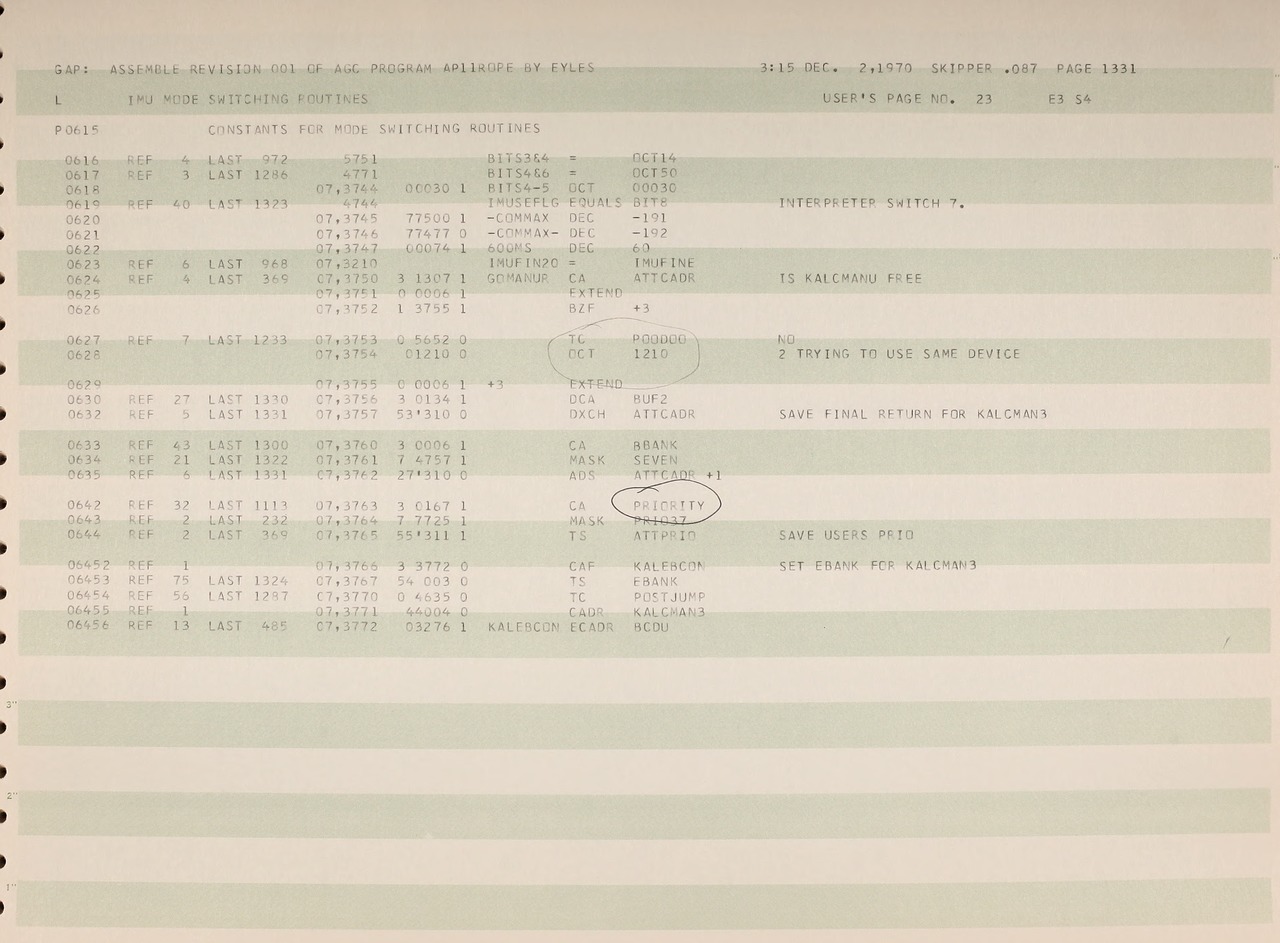 GAP: ASSEMBLE REVISION 001 OF AGC PROGRAM AP11ROPE BY EYLES 3:15 DEC. 2,1970 SKIPPER .087 PAGE 1331
L IMU MODE SWITCHING ROUTINES USER'S PAGE NO. 23 E3 S4
P0615 CONSTANTS FOR MODE SWITCHING ROUTINES
0616 REF 4 LAST 972 5751 BITS3&4 = OCT14
0617 REF 3 LAST 1286 4771 BITS4&6 = OCT50
0618 07,3744 00030 1 BITS4-5 OCT 00030
0619 REF 40 LAST 1323 4744 IMUSEFLG EQUALS BIT8 INTERPRETER SWITCH 7.
0620 07,3745 77500 1 -COMMAX DEC -191
0621 07,3746 77477 0 -COMMAX- DEC -192
0622 07,3747 00074 1 600MS DEC 60
0623 REF 6 LAST 968 07,3210 IMUFIN20 = IMUFINE
0624 REF 4 LAST 369 07,3750 3 1307 1 GOMANUR CA ATTCADR IS KALCMANU FREE
0625 07,3751 0 0006 1 EXTEND
0626 07,3752 1 3755 1 BZF +3
0627 REF 7 LAST 1233 07,3753 0 5652 0 TC POODOO NO
0628 07,3754 01210 0 OCT 1210 2 TRYING TO USE SAME DEVICE
0629 07,3755 0 0006 1 +3 EXTEND
0630 REF 27 LAST 1330 07,3756 3 0134 1 DCA BUF2
0632 REF 5 LAST 1331 07,3757 53'310 0 DXCH ATTCADR SAVE FINAL RETURN FOR KALCMAN3
0633 REF 43 LAST 1300 07,3760 3 0006 1 CA BBANK
0634 REF 21 LAST 1322 07,3761 7 4757 1 MASK SEVEN
0635 REF 6 LAST 1331 07,3762 27'310 0 ADS ATTCADR +1
0642 REF 32 LAST 1113 07,3763 3 0167 1 CA PRIORITY
0643 REF 2 LAST 232 07,3764 7 7725 1 MASK PRIO37
0644 REF 2 LAST 369 07,3765 55'311 1 TS ATTPRIO SAVE USERS PRIO
06452 REF 1 07,3766 3 3772 0 CAF KALEBCON SET EBANK FOR KALCMAN3
06453 REF 75 LAST 1324 07,3767 54 003 0 TS EBANK
06454 REF 56 LAST 1287 07,3770 0 4635 0 TC POSTJUMP
06455 REF 1 07,3771 44004 0 CADR KALCMAN3
06456 REF 13 LAST 485 07,3772 03276 1 KALEBCON ECADR BCDU
3"
2"
1"